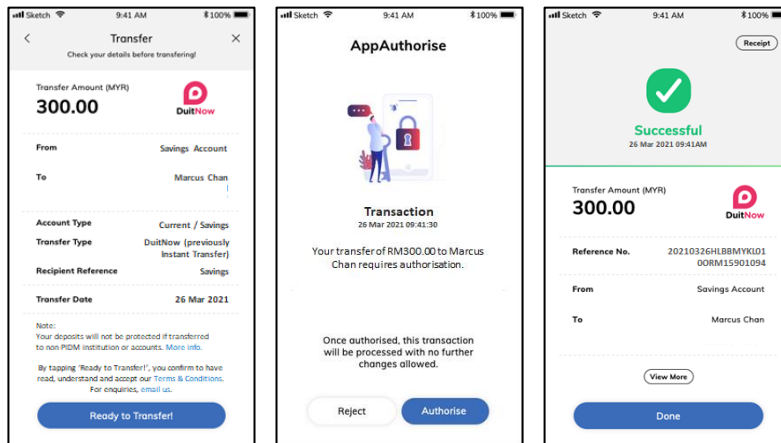 Sketch 9:41 AM 100%
Transfer
Check your details before transfering!
Transfer Amount (MYR)
300.00
DuitNow
From Savings Account
To Marcus Chan
Account Type Current / Savings
Transfer Type DuitNow (previously
Instant Transfer)
Recipient Reference Savings
Transfer Date 26 Mar 2021
Note:
Your deposits will not be protected if transferred
to non-PIDM institution or accounts. More info.
By tapping 'Ready to Transfer!', you confirm to have
read, understand and accept our Terms & Conditions.
For enquiries, email us.
Ready to Transfer!
Sketch 9:41 AM 100%
AppAuthorise
Transaction
26 Mar 2021 09:41:30
Your transfer of RM300.00 to Marcus
Chan requires authorisation.
Once authorised, this transaction
will be processed with no further
changes allowed.
Reject Authorise
Sketch 9:41 AM 100%
Receipt
Successful
26 Mar 2021 09:41AM
Transfer Amount (MYR)
300.00
DuitNow
Reference No. 20210326HLBBMYKL01
0ORM15901094
From Savings Account
To Marcus Chan
View More
Done